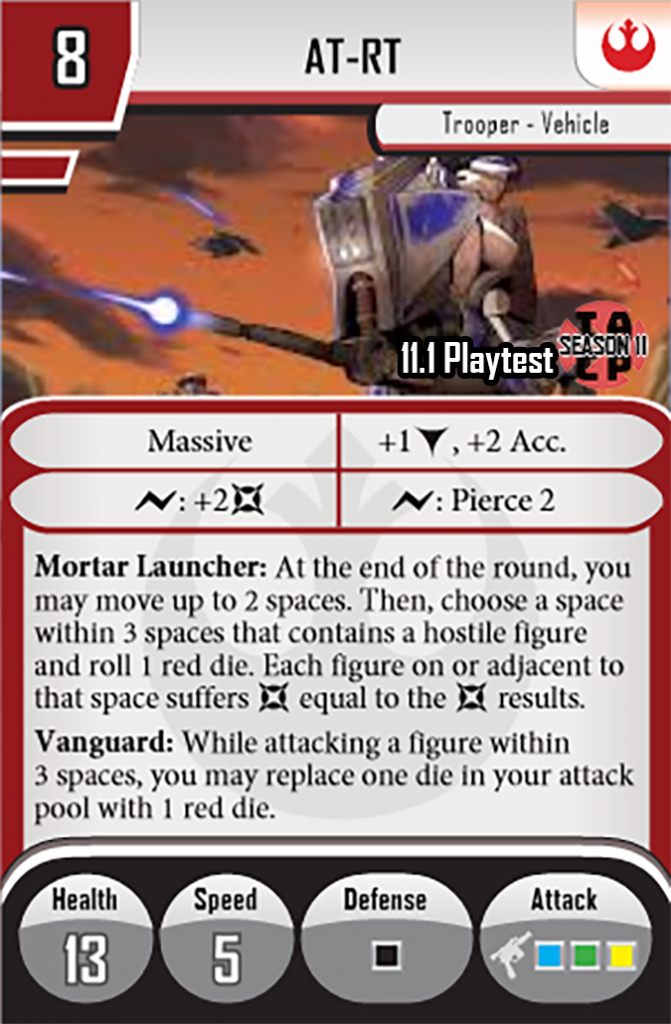 8
AT-RT
Trooper - Vehicle
11.1 Playtest
IA
SEASON 11
CP
Massive
+1, +2 Acc.
: +2
: Pierce 2
Mortar Launcher: At the end of the round, you
may move up to 2 spaces. Then, choose a space
within 3 spaces that contains a hostile figure
and roll 1 red die. Each figure on or adjacent to
that space suffers equal to the results.
Vanguard: While attacking a figure within
3 spaces, you may replace one die in your attack
pool with 1 red die.
Health
Speed
Defense
Attack
13
5